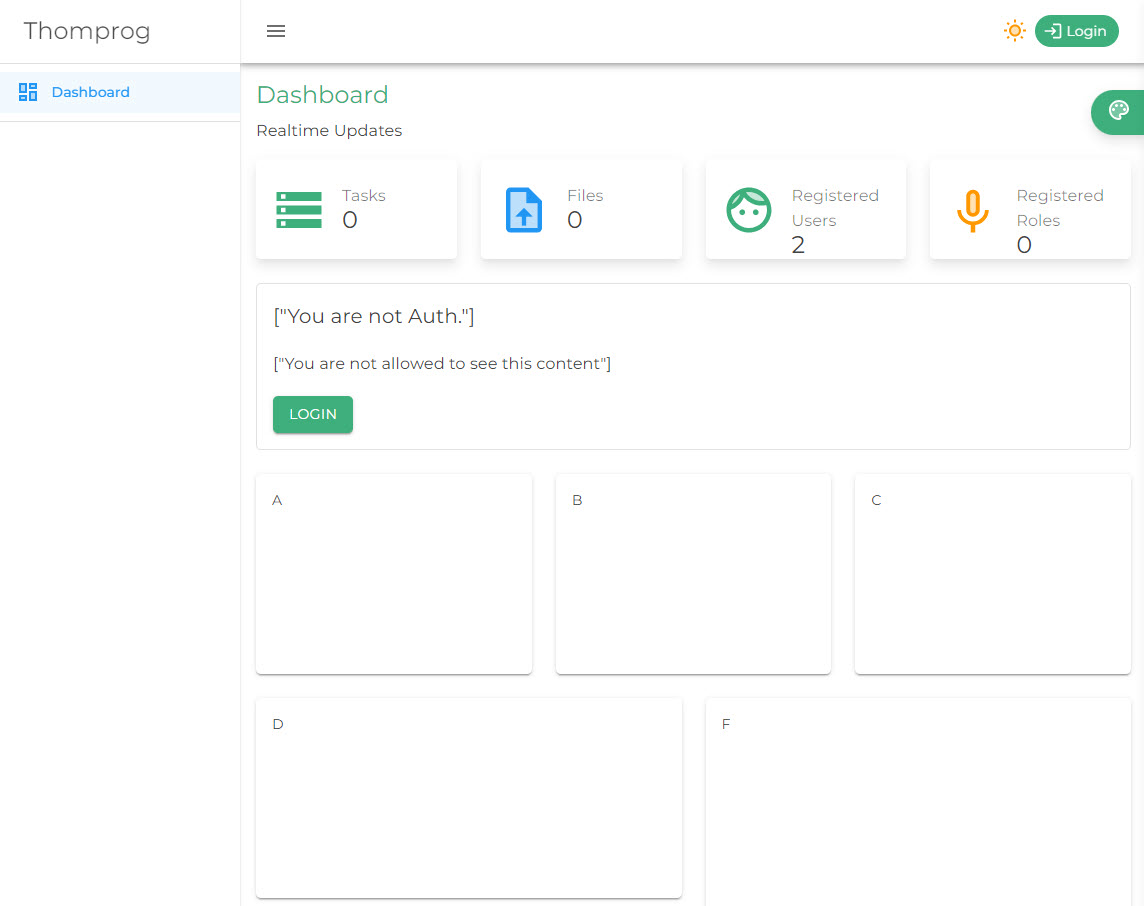 Thomprog
Login
Dashboard
Dashboard
Realtime Updates
Tasks
0
Files
0
Registered
Users
2
Registered
Roles
0
["You are not Auth."]
["You are not allowed to see this content"]
LOGIN
A
B
C
D
F